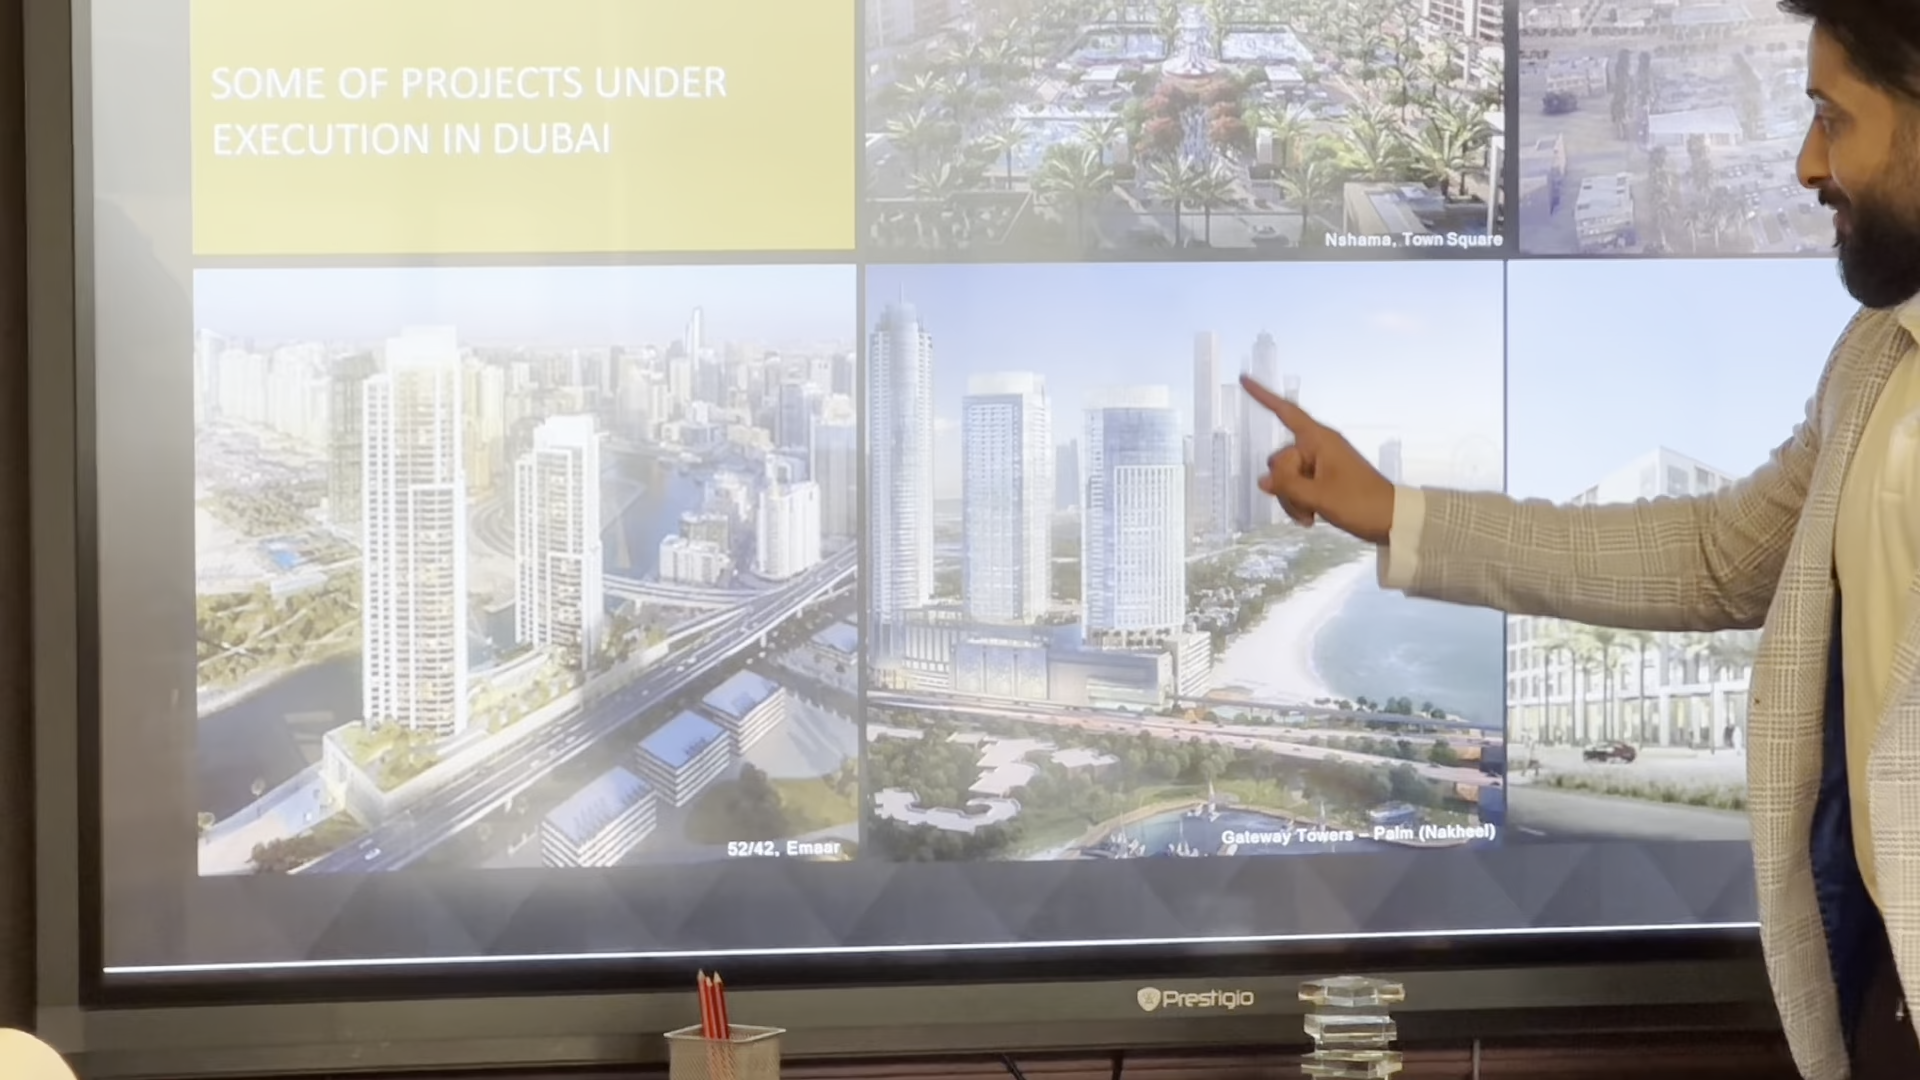 SOME OF PROJECTS UNDER
EXECUTION IN DUBAI
Nshama, Town Square
52/42, Emaar
Gateway Towers – Palm (Nakheel)
Prestigio